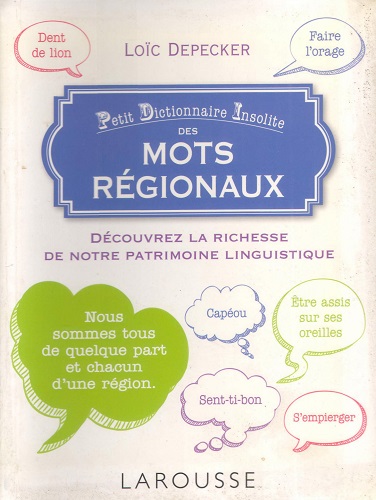 Loïc Depecker
Dent
de lion
Faire
l'orage
Petit Dictionnaire Insolite
DES
MOTS
RÉGIONAUX
DÉCOUVREZ LA RICHESSE
DE NOTRE PATRIMOINE LINGUISTIQUE
Nous
sommes tous
de quelque part
et chacun
d'une région.
Capéou
Être assis
sur ses
oreilles
Sent-ti-bon
S'empierger
LAROUSSE